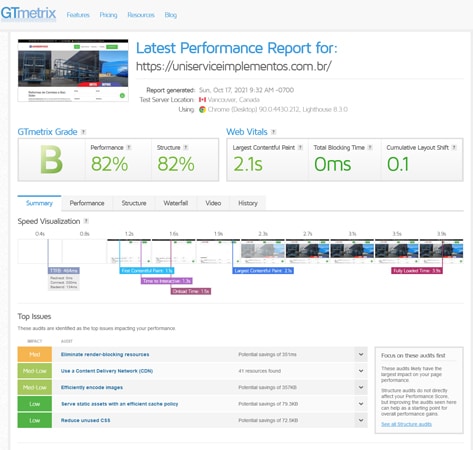 GTmetrix
Features Pricing Resources Blog
Latest Performance Report for:
https://uniserviceimplementos.com.br/
Report generated: Sun, Oct 17, 2021 9:32 AM -0700
Test Server Location: Vancouver, Canada
Using: Chrome (Desktop) 90.0.4430.212, Lighthouse 8.3.0
GTmetrix Grade ?
Web Vitals ?
B
Performance ?
82%
Structure ?
82%
Largest Contentful Paint ?
2.1s
Total Blocking Time ?
0ms
Cumulative Layout Shift ?
0.1
Summary Performance Structure Waterfall Video History
Speed Visualization ?
0.4s 0.8s 1.2s 1.6s 1.9s 2.3s 2.7s 3.1s 3.5s 3.9s
First Contentful Paint: 1.1s
Largest Contentful Paint: 2.1s
Fully Loaded Time: 3.9s
Time to Interactive: 1.3s
Onload Time: 1.5s
Top Issues
These audits are identified as the top issues impacting your performance.
IMPACT AUDIT
Med Eliminate render-blocking resources Potential savings of 351ms
Med-Low Use a Content Delivery Network (CDN) 41 resources found
Med-Low Efficiently encode images Potential savings of 357KB
Low Serve static assets with an efficient cache policy Potential savings of 79.3KB
Low Reduce unused CSS Potential savings of 72.5KB
Focus on these audits first
These audits likely have the
largest impact on your page
performance.
Structure audits do not directly
affect your Performance Score,
but improving the audits seen here
can help as a starting point for
overall performance gains.
See all Structure audits